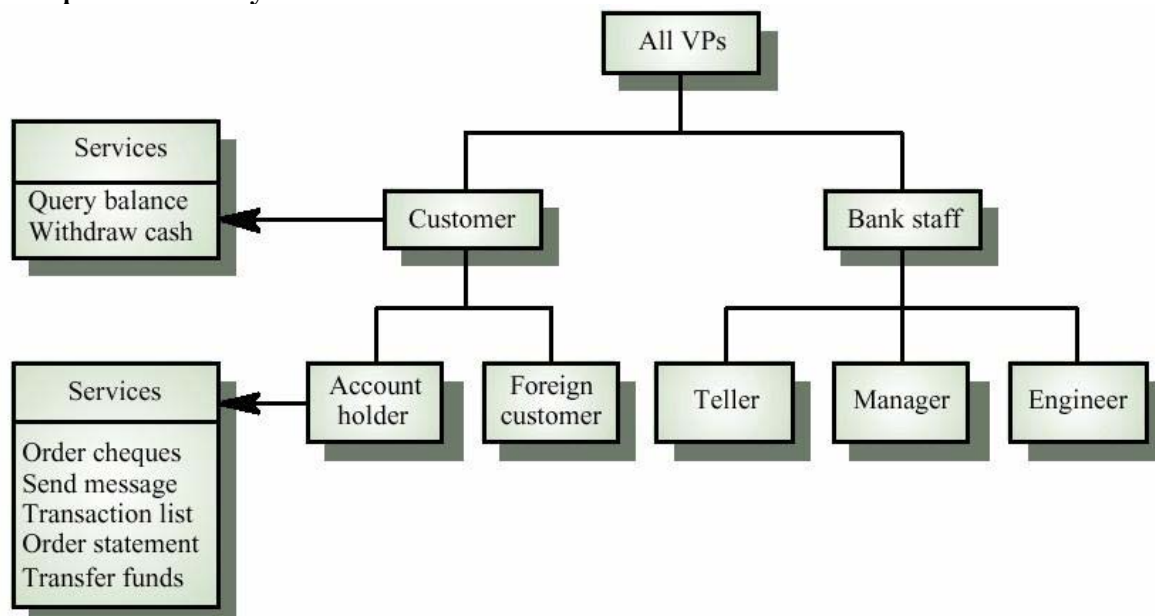 All VPs
Services
Query balance
Withdraw cash
Customer
Bank staff
Services
Order cheques
Send message
Transaction list
Order statement
Transfer funds
Account
holder
Foreign
customer
Teller
Manager
Engineer